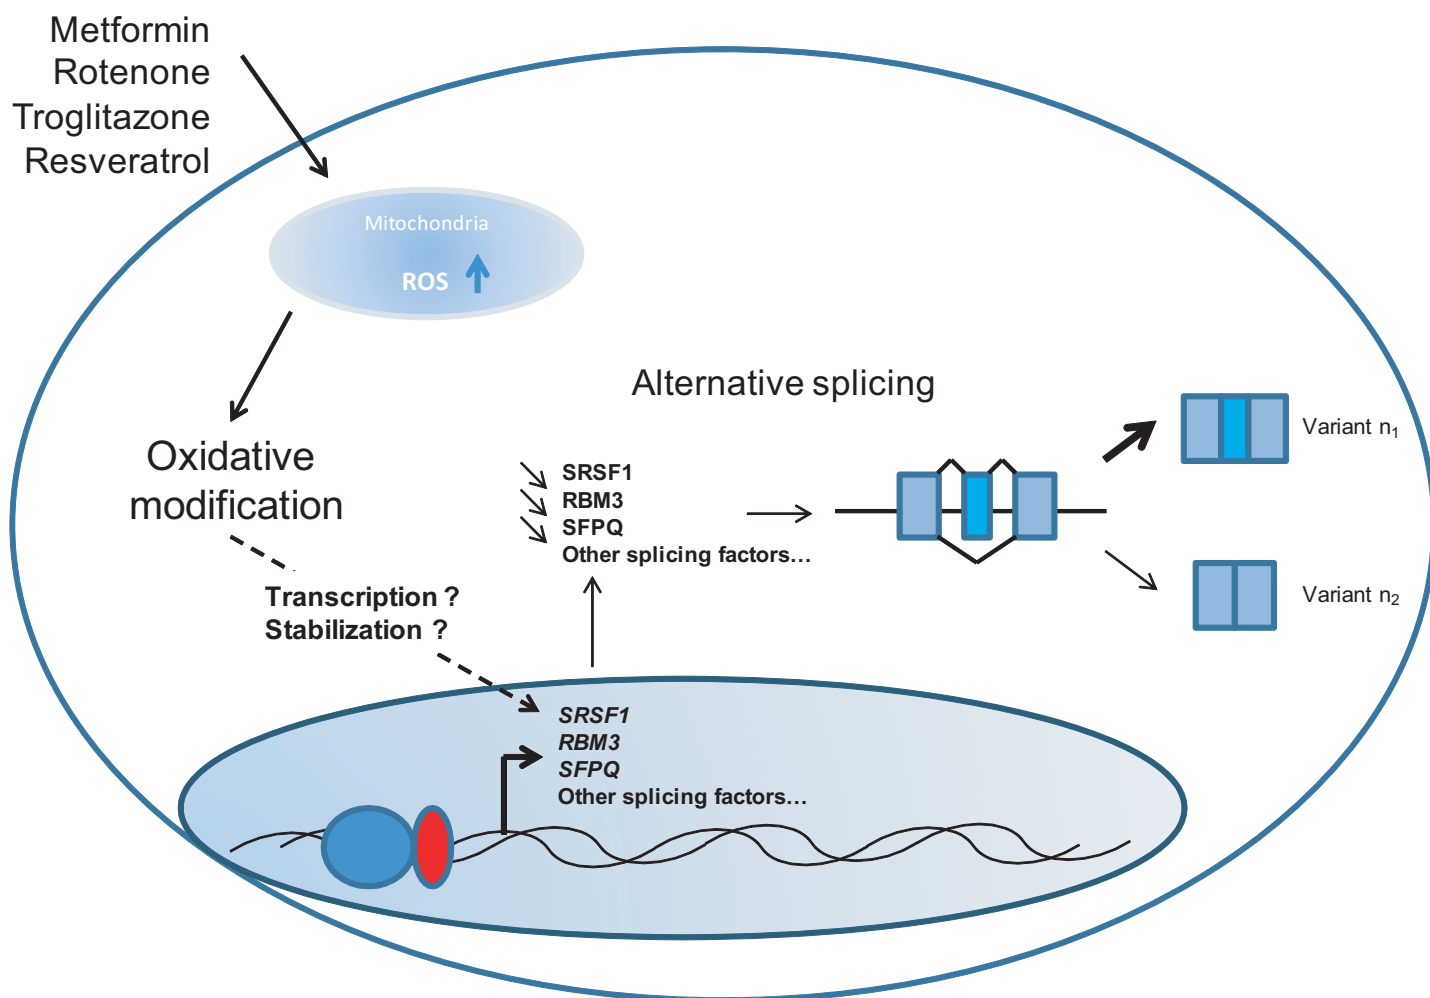 Metformin
Rotenone
Troglitazone
Resveratrol
Mitochondria
ROS
Oxidative
modification
Transcription ?
Stabilization ?
Alternative splicing
SRSF1
RBM3
SFPQ
Other splicing factors…
Variant n1
Variant n2
SRSF1
RBM3
SFPQ
Other splicing factors…